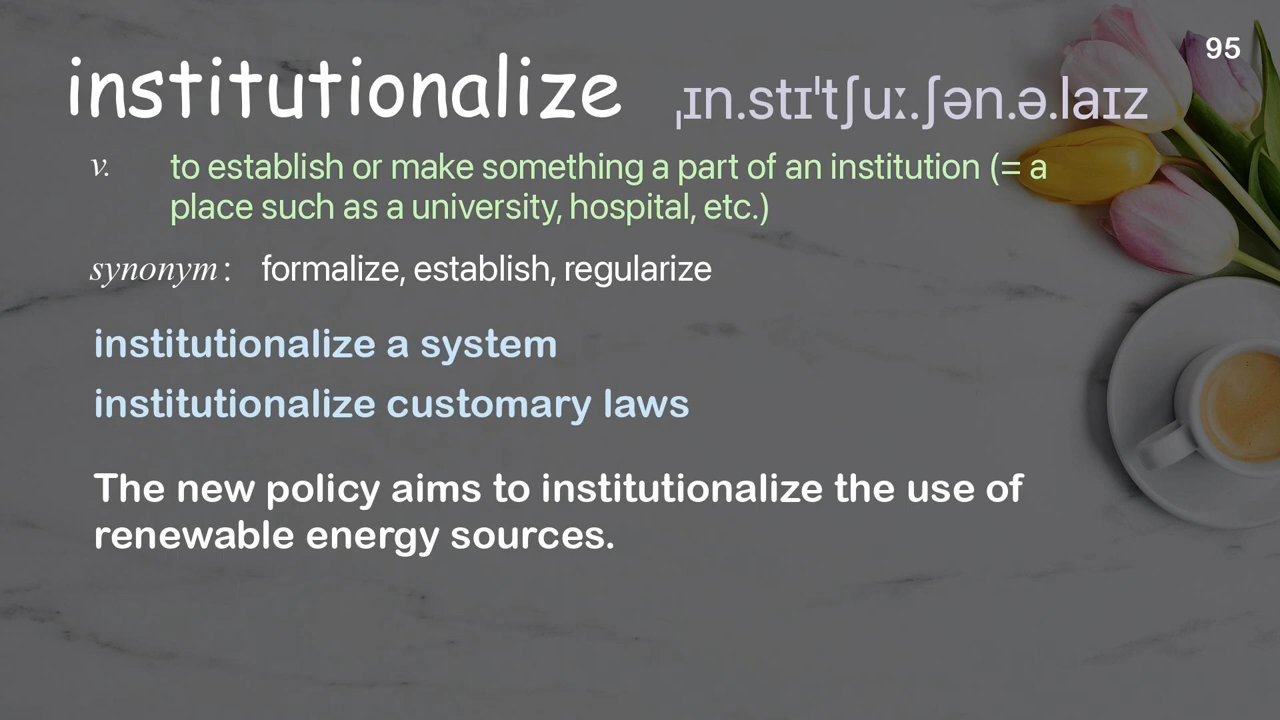 95
institutionalize ˌɪn.stɪˈtʃuː.ʃən.ə.laɪz
v. to establish or make something a part of an institution (= a
place such as a university, hospital, etc.)
synonym: formalize, establish, regularize
institutionalize a system
institutionalize customary laws
The new policy aims to institutionalize the use of
renewable energy sources.